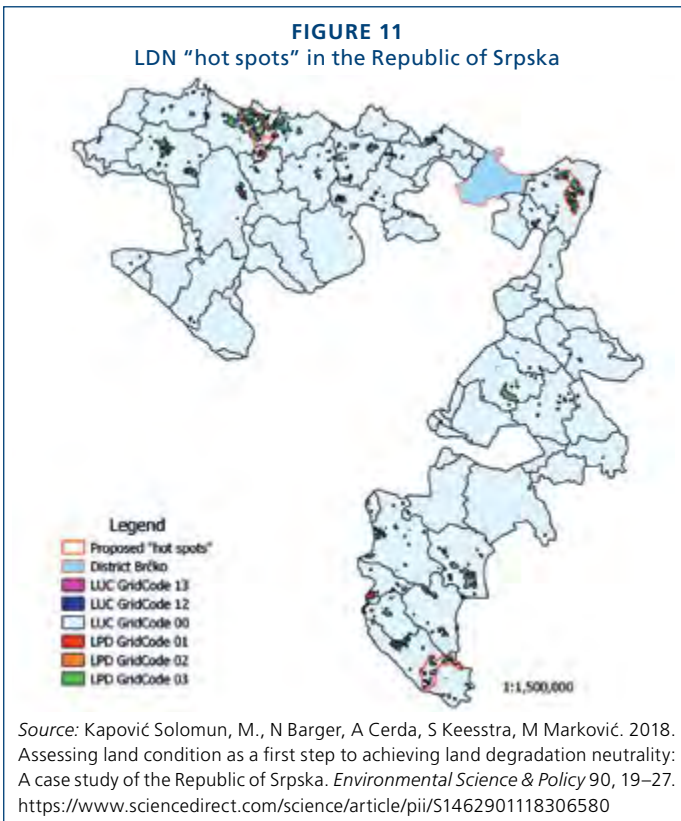 FIGURE 11
LDN “hot spots” in the Republic of Srpska
Legend
Proposed "hot spots"
District Brčko
LUC GridCode 13
LUC GridCode 12
LUC GridCode 00
LPD GridCode 01
LPD GridCode 02
LPD GridCode 03
1:1,500,000
Source: Kapović Solomun, M., N Barger, A Cerda, S Keesstra, M Marković. 2018.
Assessing land condition as a first step to achieving land degradation neutrality:
A case study of the Republic of Srpska. Environmental Science & Policy 90, 19–27.
https://www.sciencedirect.com/science/article/pii/S1462901118306580